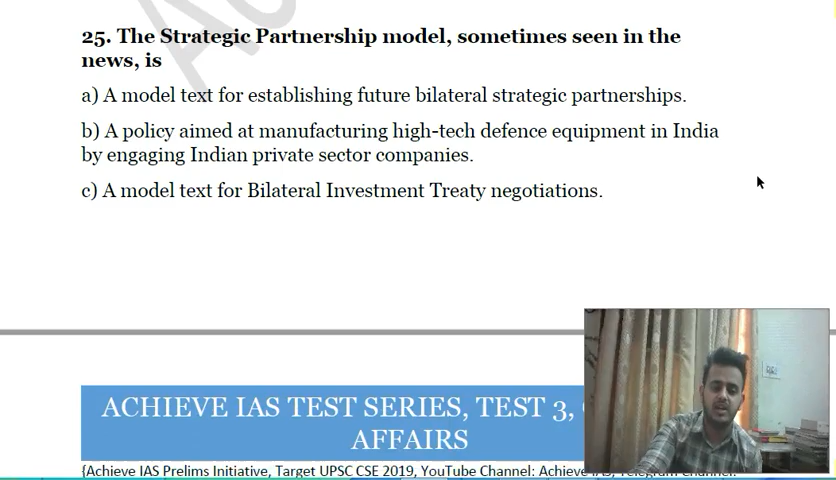 25. The Strategic Partnership model, sometimes seen in the
news, is
a) A model text for establishing future bilateral strategic partnerships.
b) A policy aimed at manufacturing high-tech defence equipment in India
by engaging Indian private sector companies.
c) A model text for Bilateral Investment Treaty negotiations.
ACHIEVE IAS TEST SERIES, TEST 3,
AFFAIRS
{Achieve IAS Prelims Initiative, Target UPSC CSE 2019, YouTube Channel: Achieve IAS, Telegram Channel: